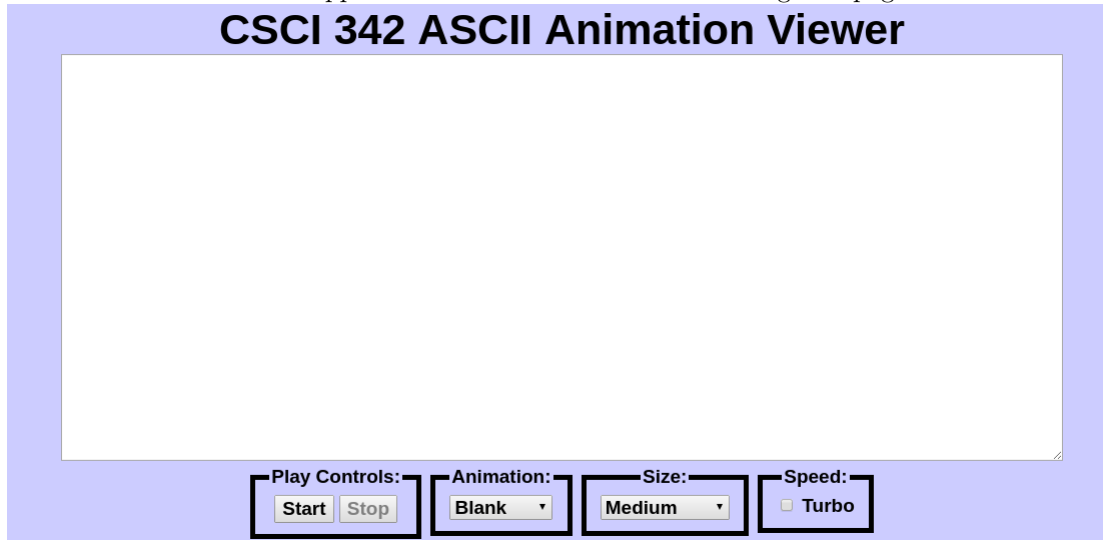 CSCI 342 ASCII Animation Viewer
Play Controls: Animation: Size: Speed:
Start Stop Blank Medium Turbo